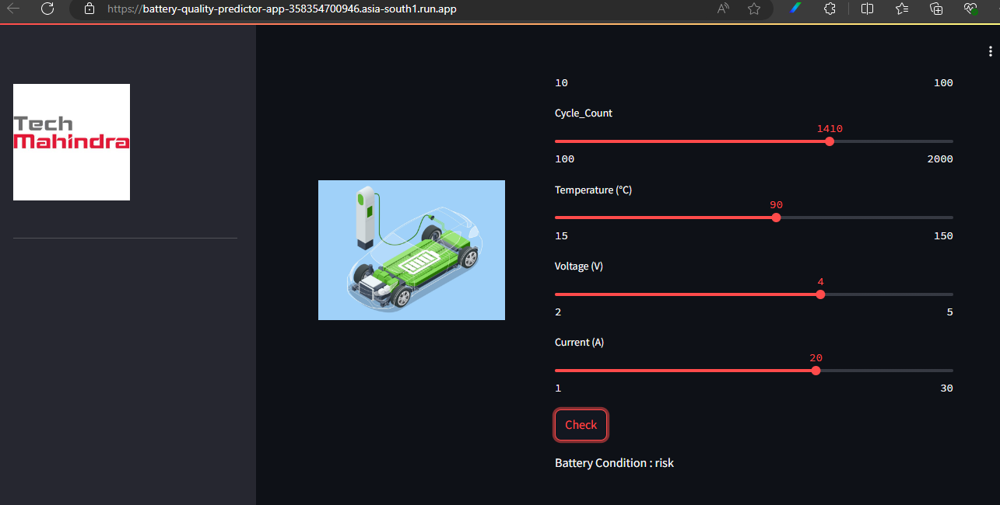 https://battery-quality-predictor-app-358354700946.asia-south1.run.app
Tech
Mahindra
10 100
Cycle_Count
1410
100 2000
Temperature (°C)
90
15 150
Voltage (V)
4
2 5
Current (A)
20
1 30
Check
Battery Condition : risk